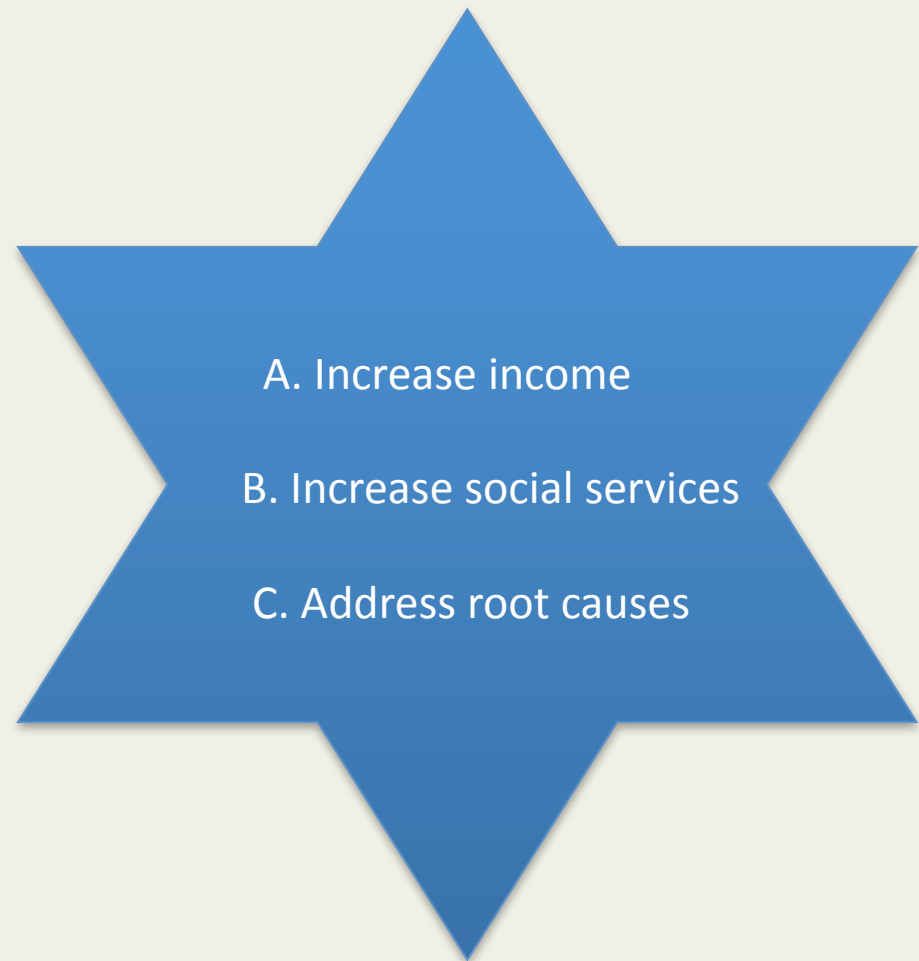 A. Increase income
B. Increase social services
C. Address root causes